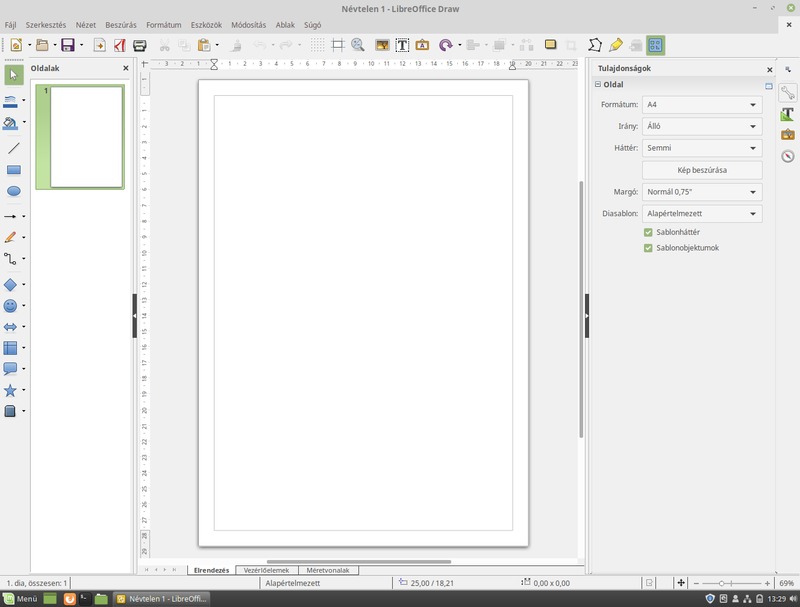 Névtelen 1 - LibreOffice Draw
Fájl Szerkesztés Nézet Beszúrás Formátum Eszközök Módosítás Ablak Súgó
Oldalak
1
Tulajdonságok
Oldal
Formátum: A4
Irány: Álló
Háttér: Semmi
Kép beszúrása
Margó: Normál 0,75"
Diasablon: Alapértelmezett
Sablonháttér
Sablonobjektumok
Elrendezés Vezérlőelemek Méretvonalak
1. dia, összesen: 1 Alapértelmezett 25,00 / 18,21 0,00 x 0,00 69%
Menü Névtelen 1 - LibreOffi... 13:29